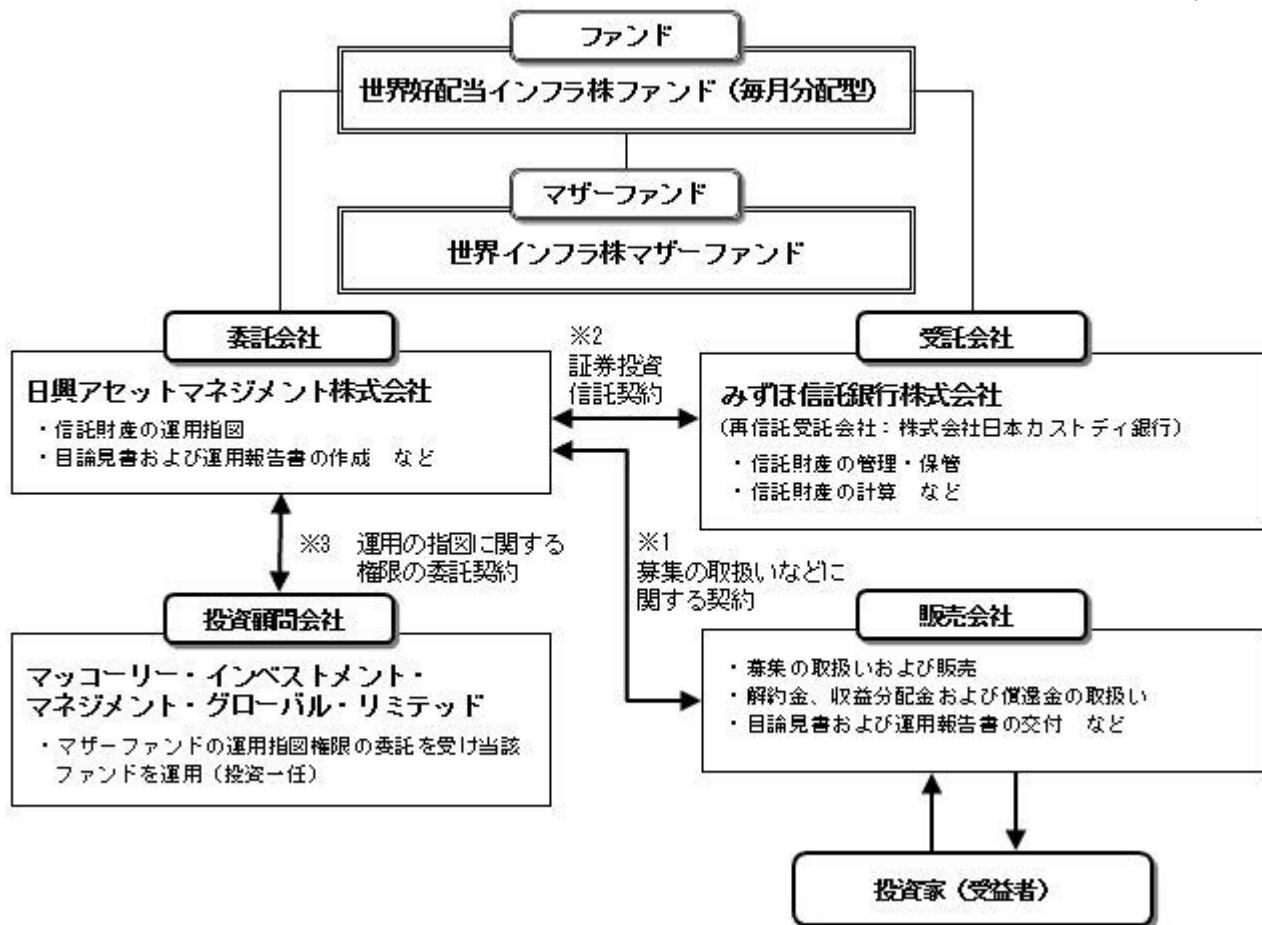 ファンド
世界好配当インフラ株ファンド（毎月分配型）
マザーファンド
世界インフラ株マザーファンド
委託会社
日興アセットマネジメント株式会社
・信託財産の運用指図
・目論見書および運用報告書の作成　など
※2
証券投資
信託契約
受託会社
みずほ信託銀行株式会社
（再信託受託会社：株式会社日本カストディ銀行）
・信託財産の管理・保管
・信託財産の計算　など
※3　運用の指図に関する
権限の委託契約
※1
募集の取扱いなどに
関する契約
投資顧問会社
マッコーリー・インベストメント・
マネジメント・グローバル・リミテッド
・マザーファンドの運用指図権限の委託を受け当該
ファンドを運用（投資一任）
販売会社
・募集の取扱いおよび販売
・解約金、収益分配金および償還金の取扱い
・目論見書および運用報告書の交付　など
投資家（受益者）